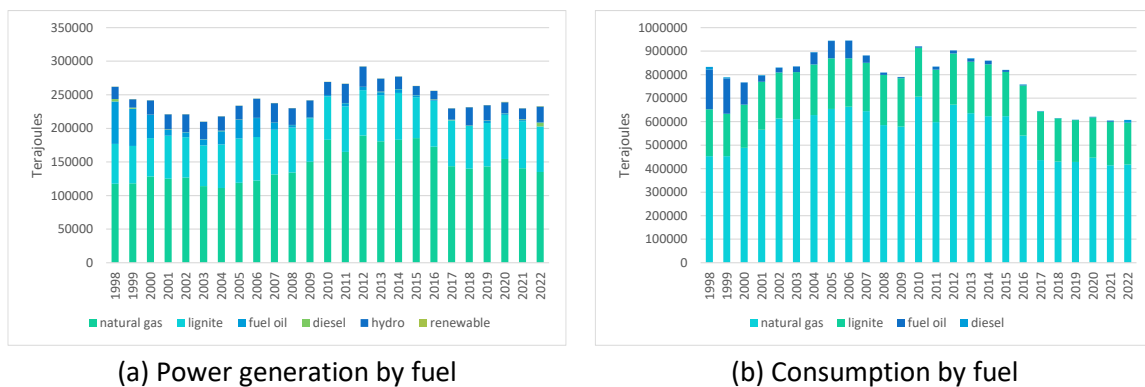 350000
300000
250000
200000
150000
100000
50000
0
Terajoules
1998 1999 2000 2001 2002 2003 2004 2005 2006 2007 2008 2009 2010 2011 2012 2013 2014 2015 2016 2017 2018 2019 2020 2021 2022
natural gas lignite fuel oil diesel hydro renewable
(a) Power generation by fuel
1000000
900000
800000
700000
600000
500000
400000
300000
200000
100000
0
Terajoules
1998 1999 2000 2001 2002 2003 2004 2005 2006 2007 2008 2009 2010 2011 2012 2013 2014 2015 2016 2017 2018 2019 2020 2021 2022
natural gas lignite fuel oil diesel
(b) Consumption by fuel